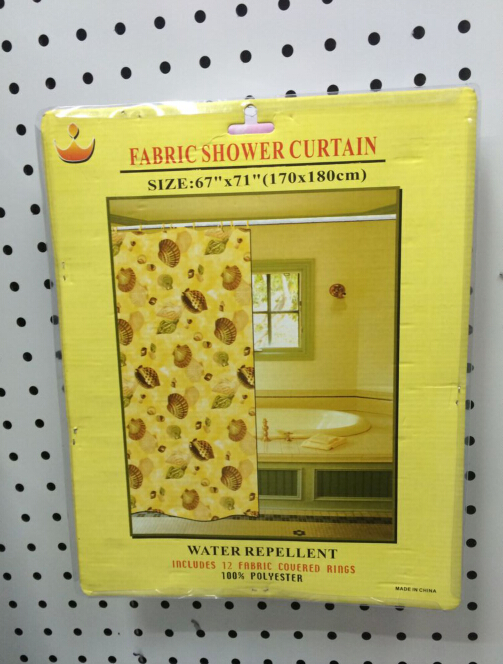 FABRIC SHOWER CURTAIN
SIZE:67"x71"(170x180cm)
WATER REPELLENT
INCLUDES 12 FABRIC COVERED RINGS
100% POLYESTER
MADE IN CHINA